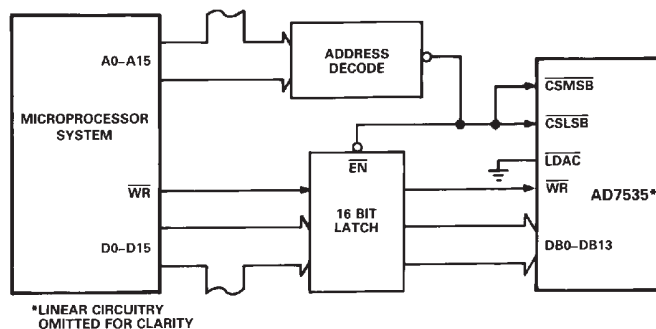 A0–A15
ADDRESS
DECODE
MICROPROCESSOR
SYSTEM
CSMSB
CSLSB
EN
LDAC
WR
16 BIT
LATCH
WR
AD7535*
D0–D15
DB0–DB13
*LINEAR CIRCUITRY
OMITTED FOR CLARITY